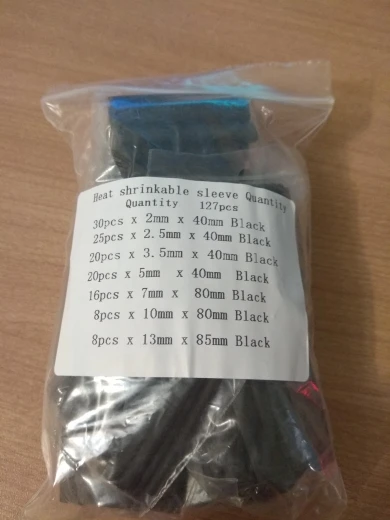 Heat shrinkable sleeve Quantity
Quantity 127pcs
30pcs x 2mm x 40mm Black
25pcs x 2.5mm x 40mm Black
20pcs x 3.5mm x 40mm Black
20pcs x 5mm x 40mm Black
16pcs x 7mm x 80mm Black
8pcs x 10mm x 80mm Black
8pcs x 13mm x 85mm Black